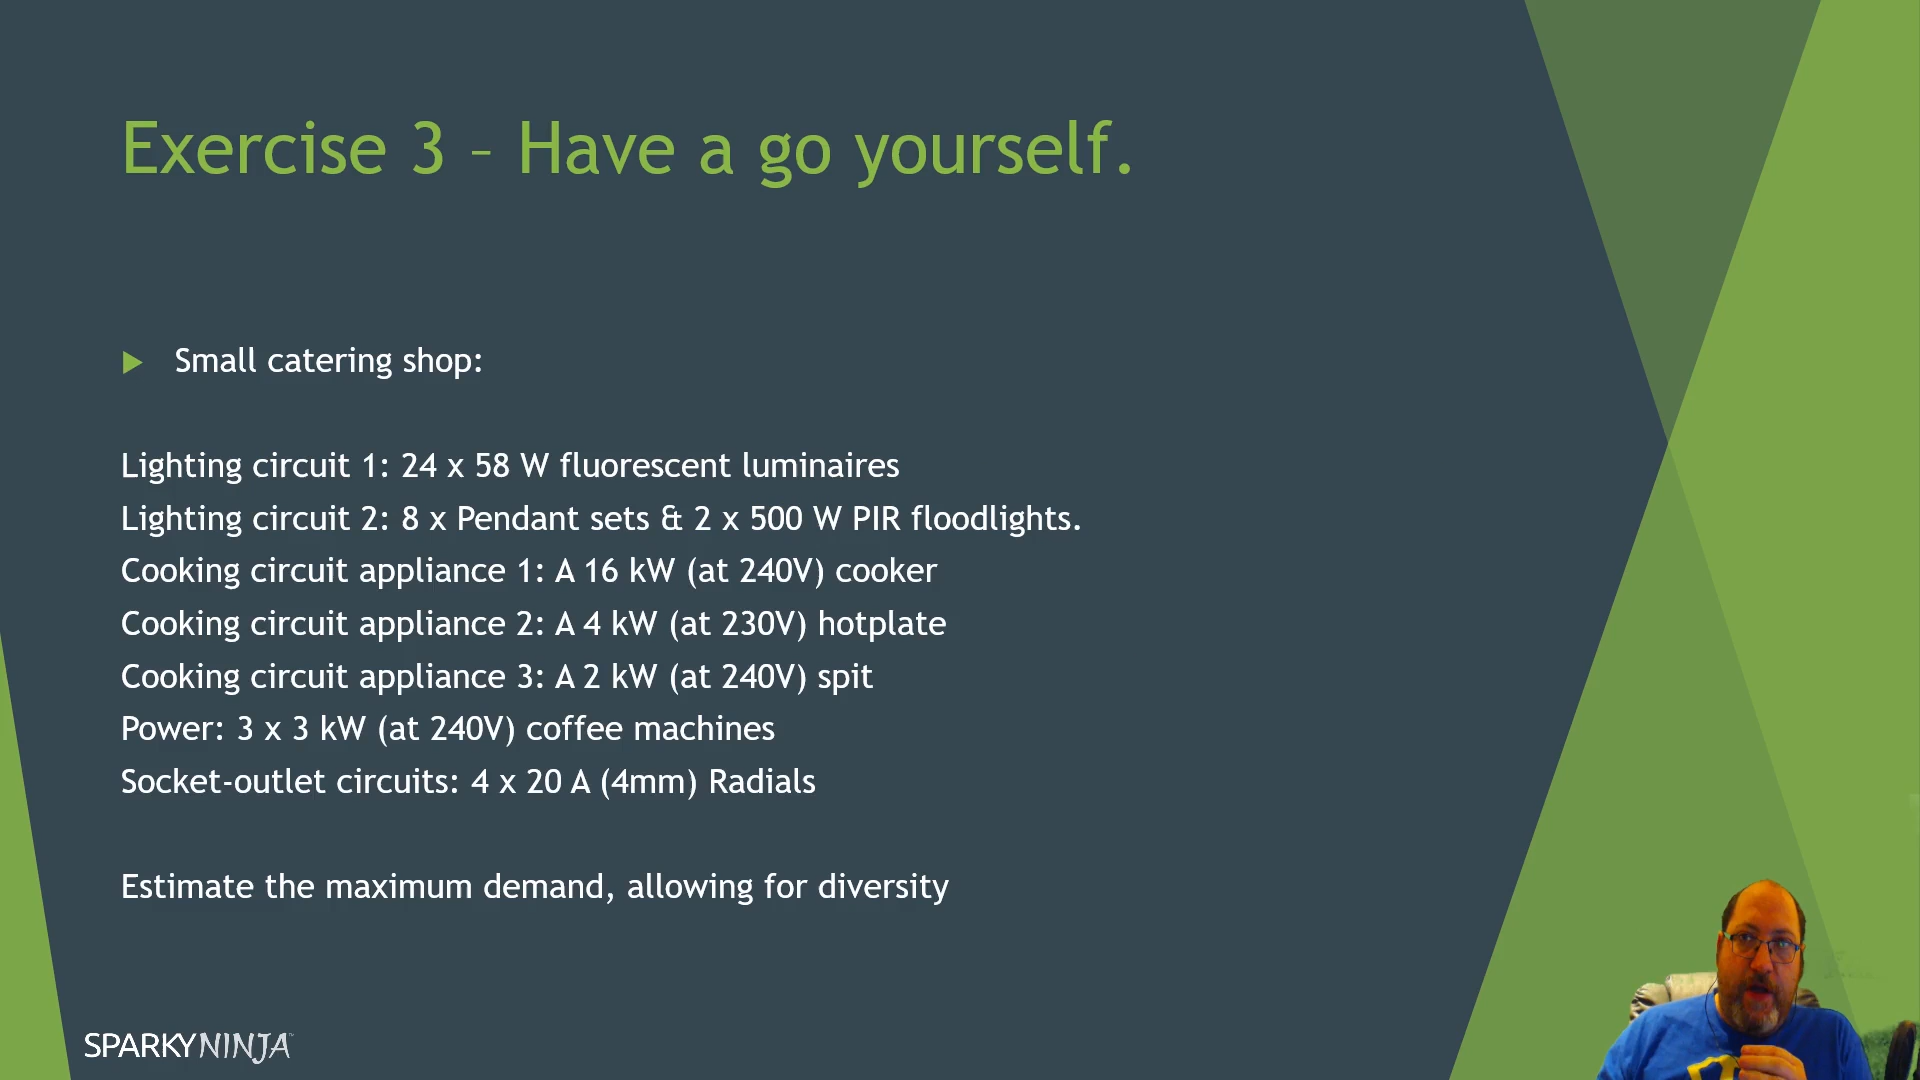 Exercise 3 – Have a go yourself.
Small catering shop:
Lighting circuit 1: 24 x 58 W fluorescent luminaires
Lighting circuit 2: 8 x Pendant sets & 2 x 500 W PIR floodlights.
Cooking circuit appliance 1: A 16 kW (at 240V) cooker
Cooking circuit appliance 2: A 4 kW (at 230V) hotplate
Cooking circuit appliance 3: A 2 kW (at 240V) spit
Power: 3 x 3 kW (at 240V) coffee machines
Socket-outlet circuits: 4 x 20 A (4mm) Radials
Estimate the maximum demand, allowing for diversity
SPARKYNINJA™